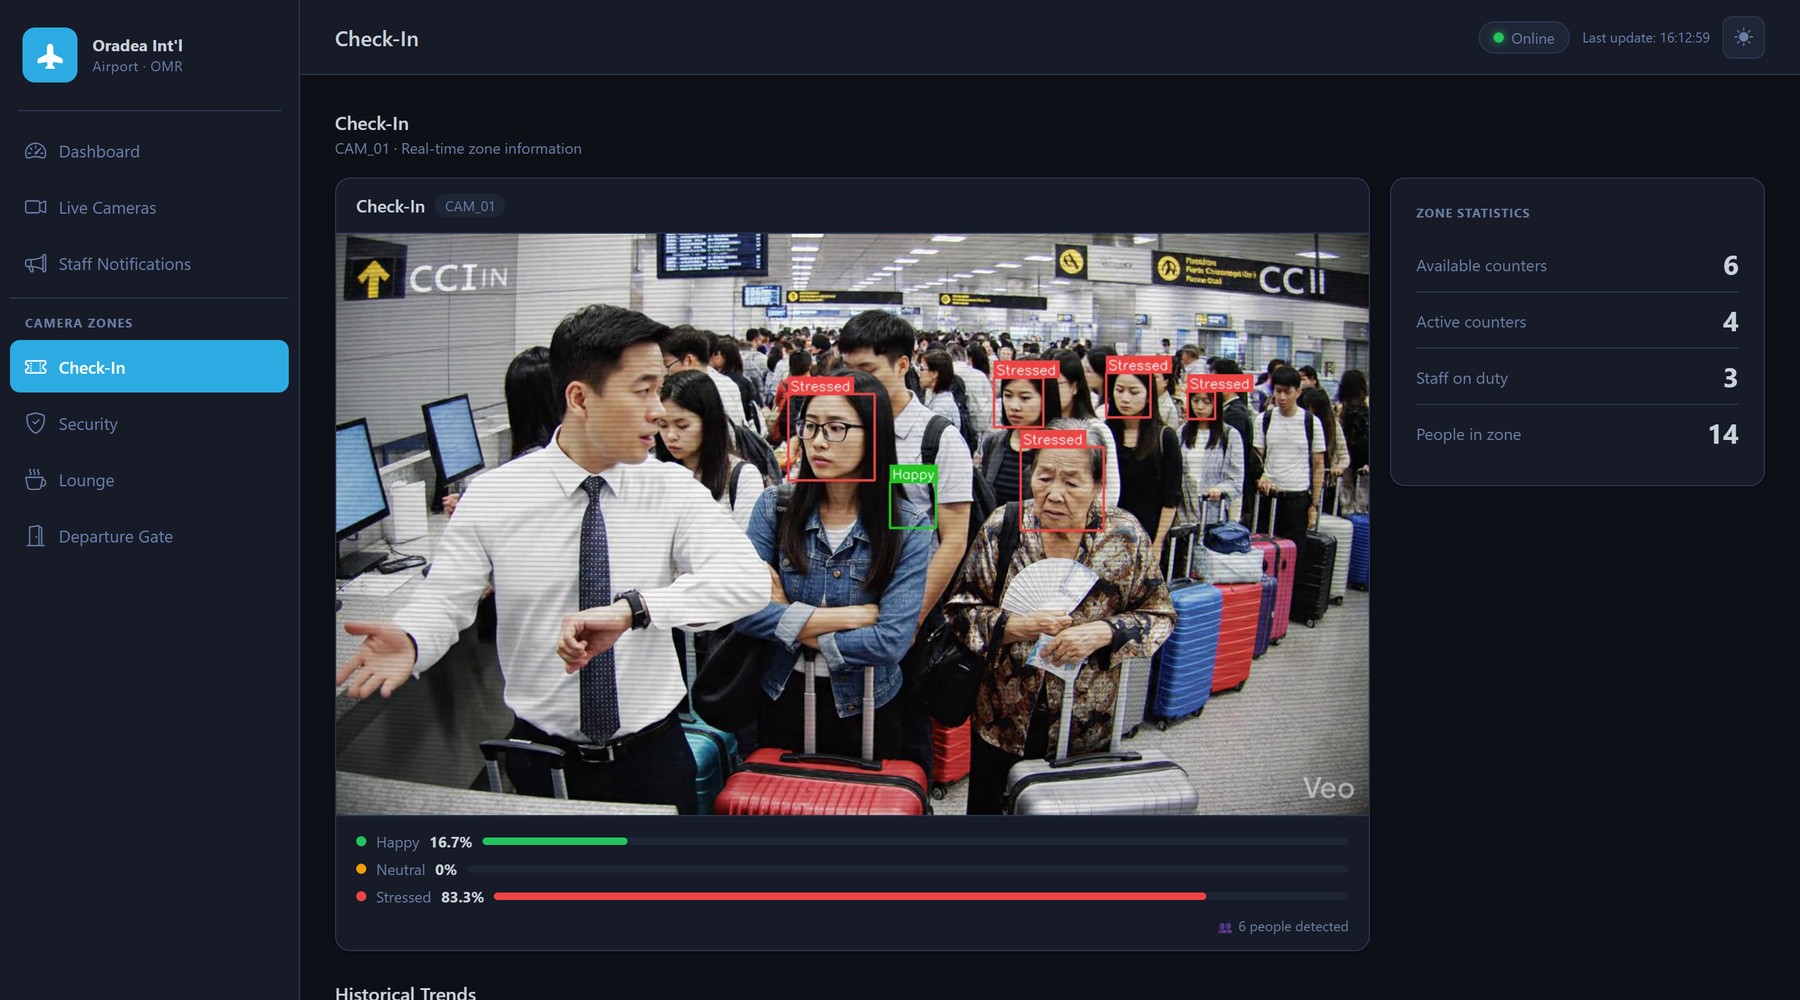 Oradea Int'l
Airport · OMR
Dashboard
Live Cameras
Staff Notifications
CAMERA ZONES
Check-In
Security
Lounge
Departure Gate
Check-In
Online
Last update: 16:12:59
Check-In
CAM_01 · Real-time zone information
Check-In
CAM_01
CCIIN
CCII
Stressed
Stressed
Stressed
Stressed
Stressed
Happy
Veo
Happy 16.7%
Neutral 0%
Stressed 83.3%
6 people detected
ZONE STATISTICS
Available counters 6
Active counters 4
Staff on duty 3
People in zone 14
Historical Trends